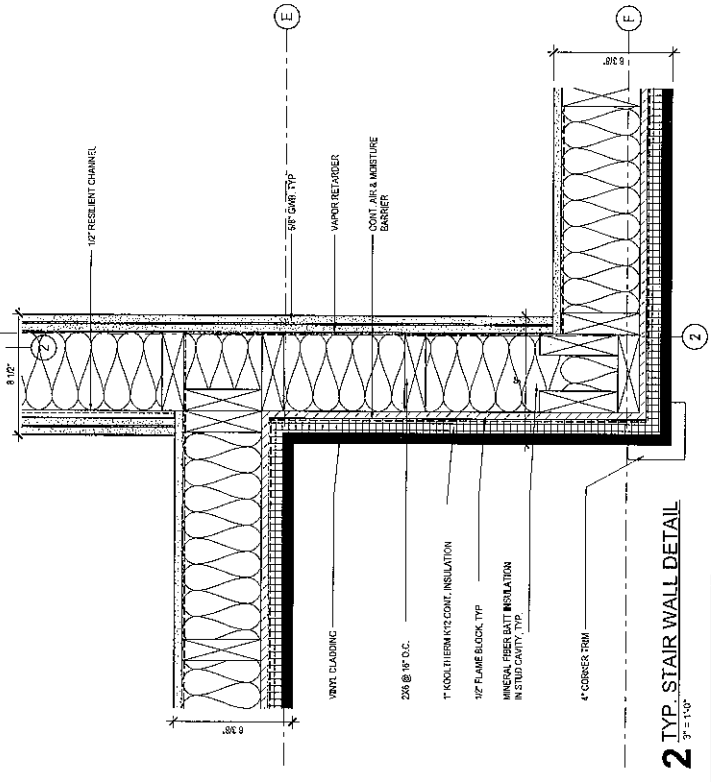 E
F
1/2" RESILIENT CHANNEL
5/8" GWB, TYP
VAPOR RETARDER
CONT. AIR & MOISTURE
BARRIER
8 1/2"
2
6 3/8"
6 3/8"
2
VINYL CLADDING
2X6 @ 16" O.C.
1" KOOLTHERM K12 CONT. INSULATION
1/2" FLAME BLOCK, TYP
MINERAL FIBER BATT INSULATION
IN STUD CAVITY, TYP.
4" CORNER TRIM
2 TYP. STAIR WALL DETAIL
3" = 1'-0"